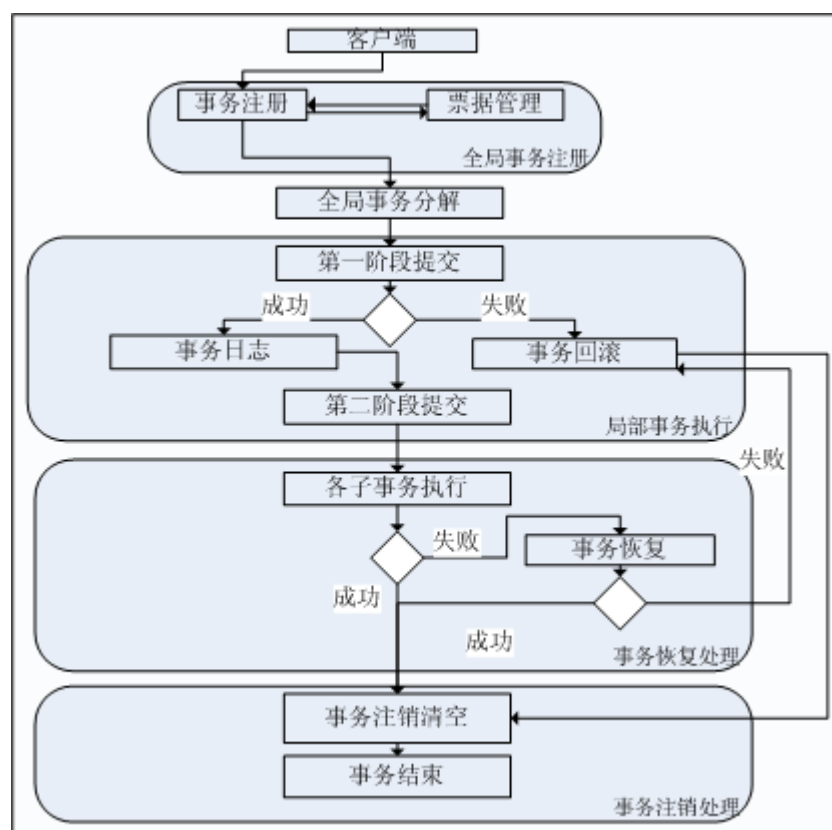 客户端
事务注册
票据管理
全局事务注册
全局事务分解
第一阶段提交
成功
失败
事务日志
事务回滚
第二阶段提交
局部事务执行
失败
各子事务执行
失败
事务恢复
成功
成功
事务恢复处理
事务注销清空
事务结束
事务注销处理